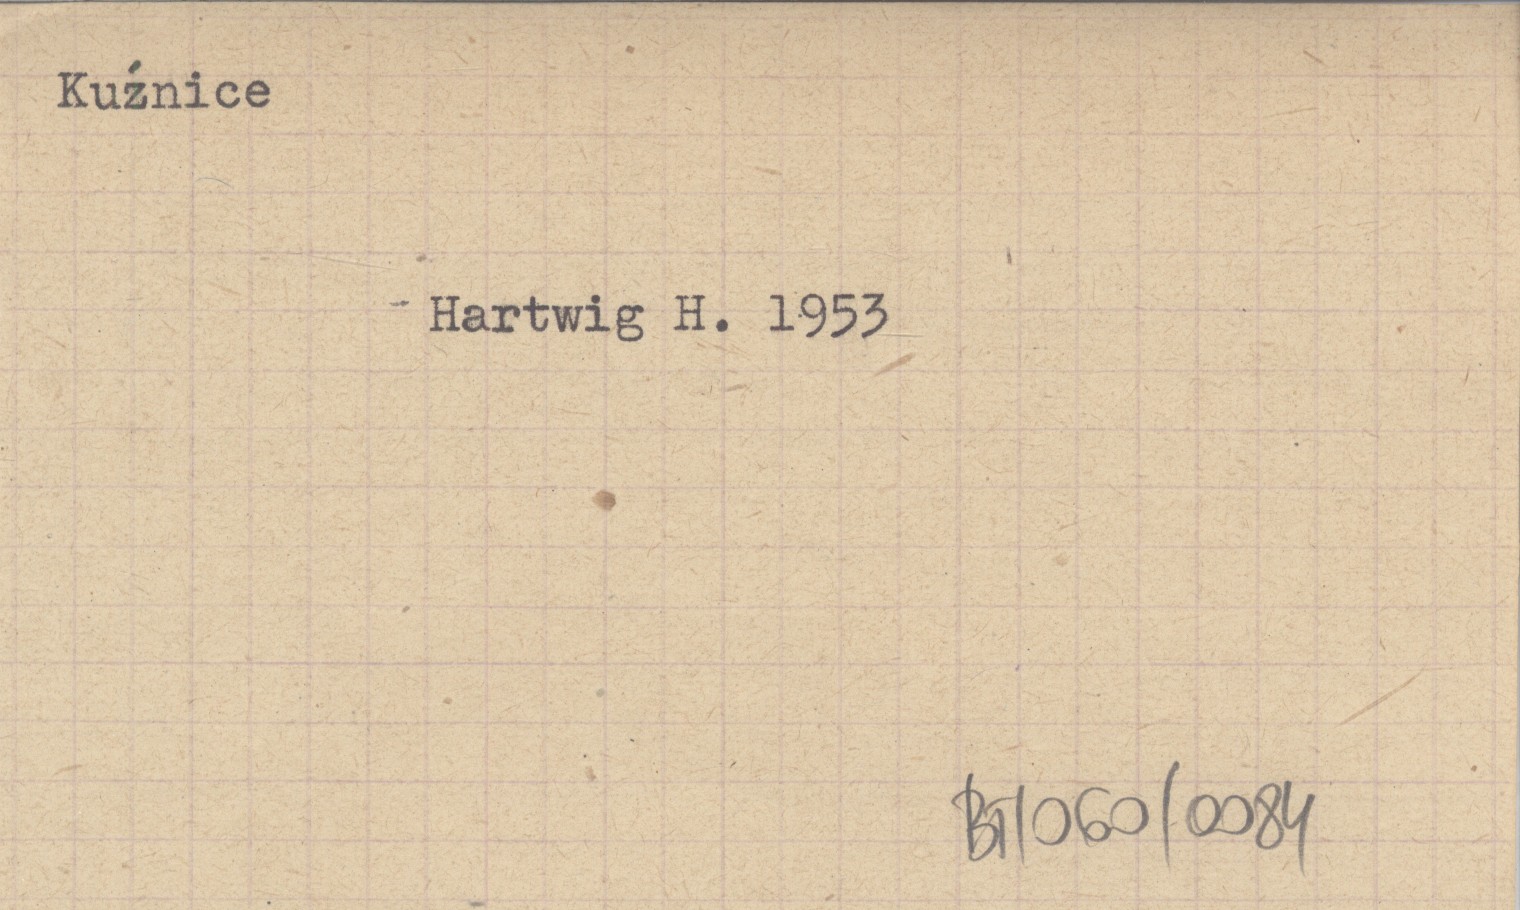 Kuźnice
Hartwig H. 1953
BT/060/0084